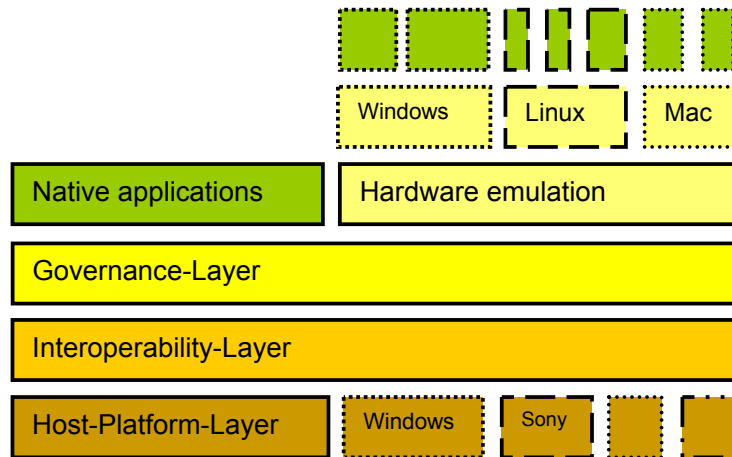 Windows
Linux
Mac
Native applications
Hardware emulation
Governance-Layer
Interoperability-Layer
Host-Platform-Layer
Windows
Sony